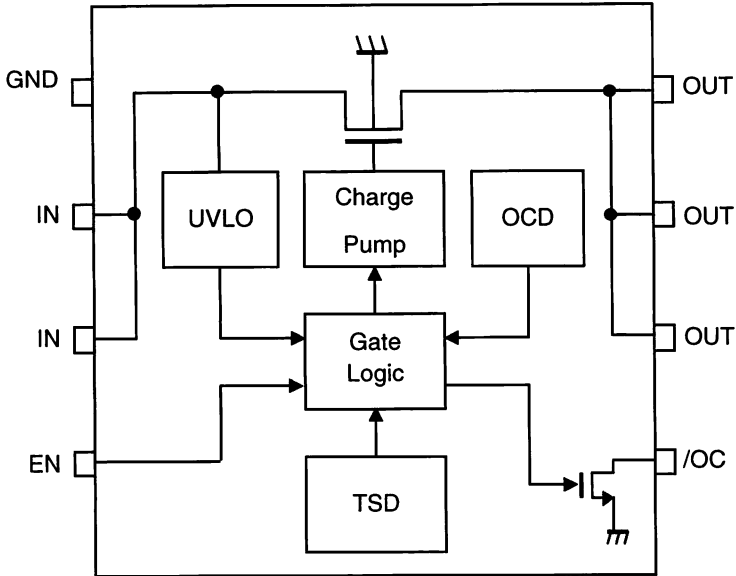 GND
OUT
IN
UVLO
Charge
Pump
OCD
OUT
IN
Gate
Logic
OUT
EN
TSD
/OC